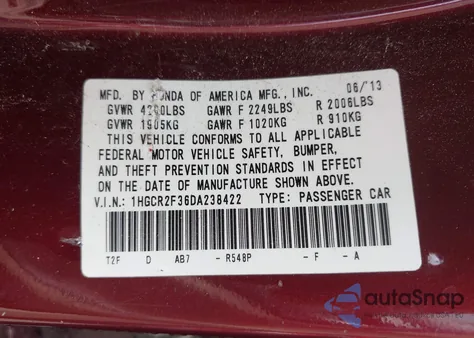 MFD. BY HONDA OF AMERICA MFG., INC. 06/13
GVWR GAWR F 2249LBS R 2006LBS
GVWR 1905KG GAWR F 1020KG R 910KG
THIS VEHICLE CONFORMS TO ALL APPLICABLE
FEDERAL MOTOR VEHICLE SAFETY, BUMPER,
AND THEFT PREVENTION STANDARDS IN EFFECT
ON THE DATE OF MANUFACTURE SHOWN ABOVE.
V.I.N.: 1HGCR2F36DA238422 TYPE: PASSENGER CAR
T2F D AB7 - R548P - F - A
autoSnap